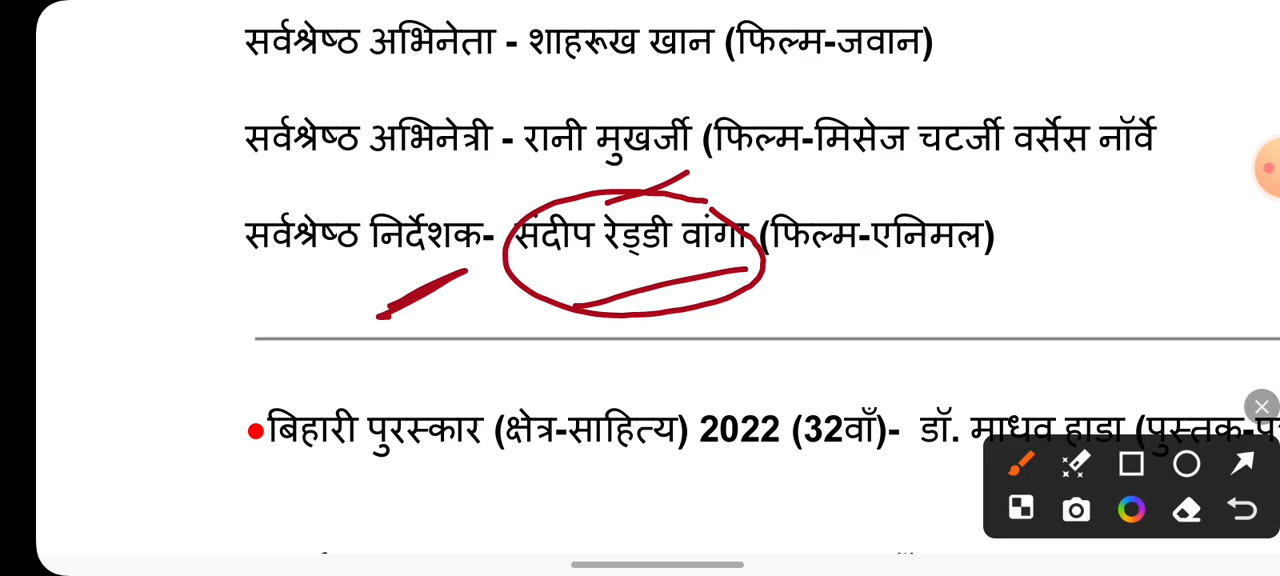 सर्वश्रेष्ठ अभिनेता - शाहरूख खान (फिल्म-जवान)
सर्वश्रेष्ठ अभिनेत्री - रानी मुखर्जी (फिल्म-मिसेज चटर्जी वर्सेस नॉर्वे
सर्वश्रेष्ठ निर्देशक- संदीप रेड्डी वांगा (फिल्म-एनिमल)
●बिहारी पुरस्कार (क्षेत्र-साहित्य) 2022 (32वाँ)- डॉ. माधव हाडा (पुस्तक-